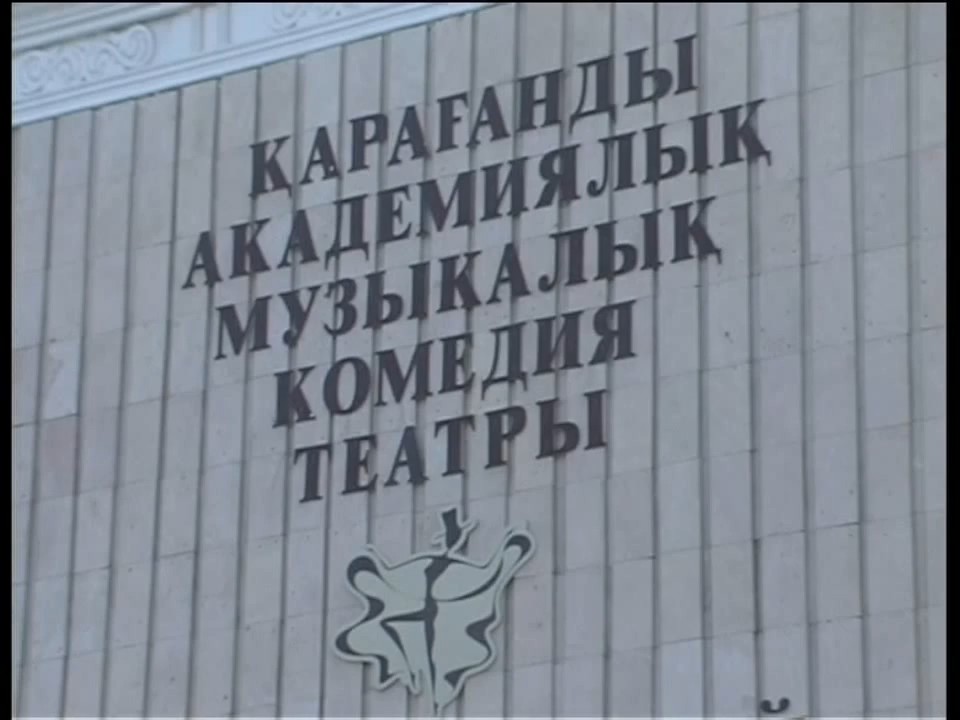 ҚАРАҒАНДЫ
АКАДЕМИЯЛЫҚ
МУЗЫКАЛЫҚ
КОМЕДИЯ
ТЕАТРЫ